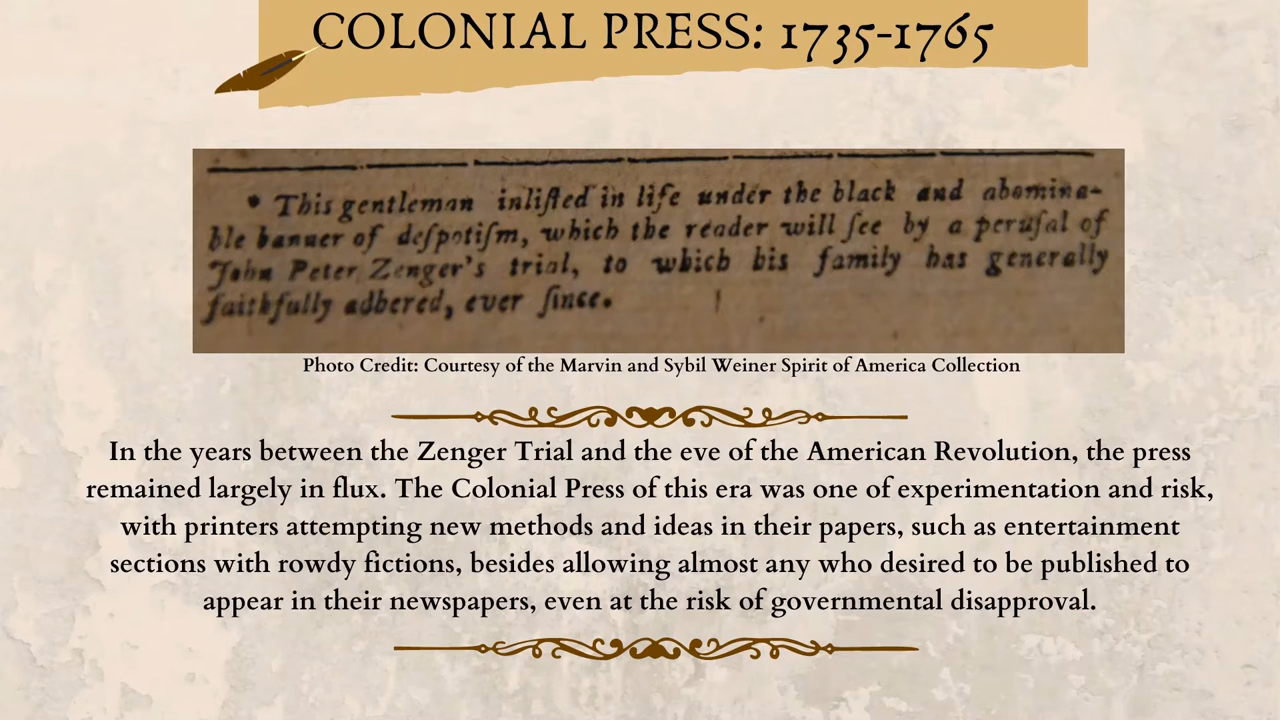 COLONIAL PRESS: 1735-1765
* This gentleman inliſted in life under the black and abomina-
ble banner of deſpotiſm, which the reader will ſee by a peruſal of
John Peter Zenger's trial, to which his family has generally
faithfully adhered, ever ſince.
Photo Credit: Courtesy of the Marvin and Sybil Weiner Spirit of America Collection
In the years between the Zenger Trial and the eve of the American Revolution, the press
remained largely in flux. The Colonial Press of this era was one of experimentation and risk,
with printers attempting new methods and ideas in their papers, such as entertainment
sections with rowdy fictions, besides allowing almost any who desired to be published to
appear in their newspapers, even at the risk of governmental disapproval.